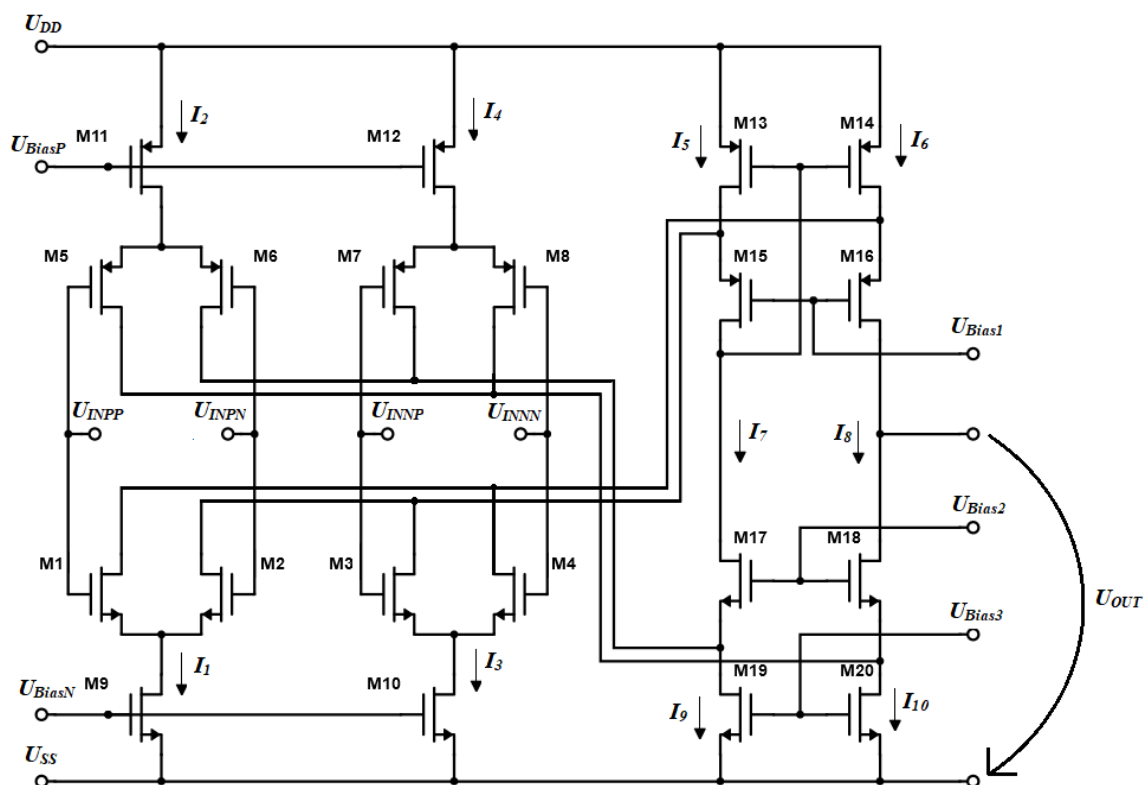 UDD
M11
I2
M12
I4
M13
M14
UBiasP
I5
I6
M5
M6
M7
M8
M15
M16
UBias1
UINPP
UINPN
UINNP
UINNN
I7
I8
UBias2
M17
M18
M1
M2
M3
M4
UOUT
UBias3
I1
I3
M19
M20
UBiasN
M9
M10
I9
I10
USS